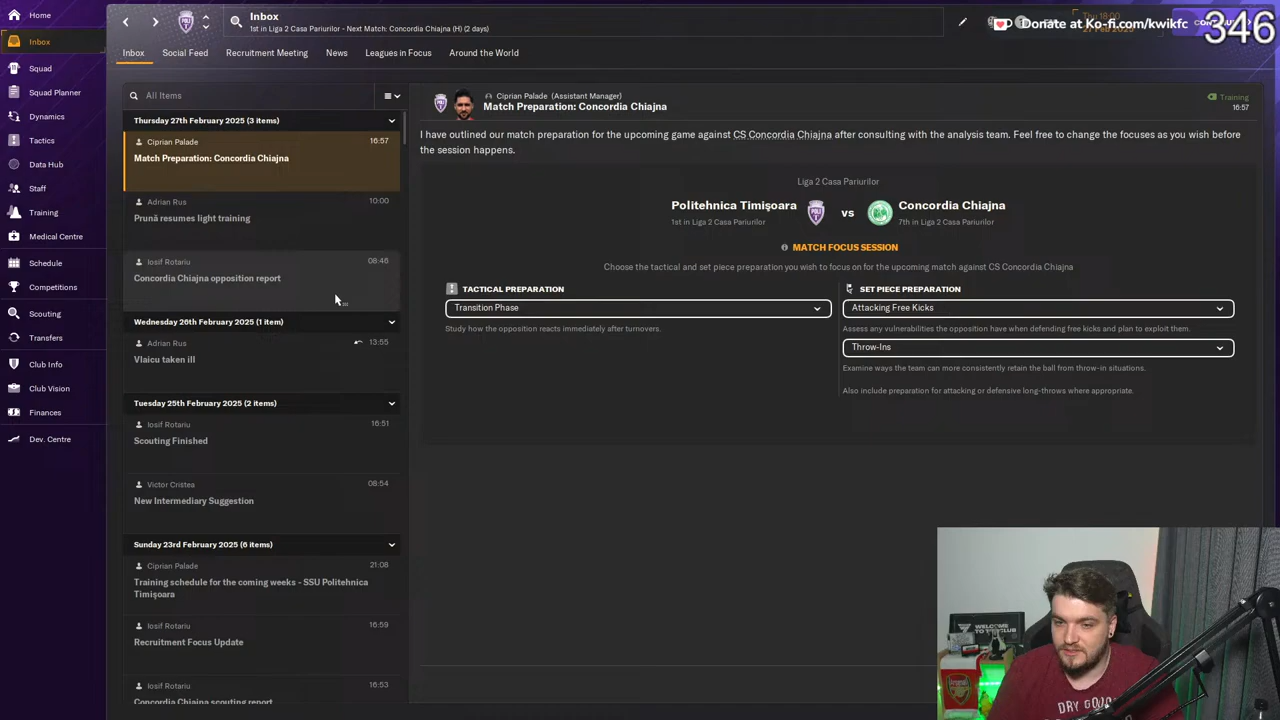 Home
Inbox
Squad
Squad Planner
Dynamics
Tactics
Data Hub
Staff
Training
Medical Centre
Schedule
Competitions
Scouting
Transfers
Club Info
Club Vision
Finances
Dev. Centre
Inbox
1st in Liga 2 Casa Pariurilor - Next Match: Concordia Chiajna (H) (2 days)
Donate at Ko-fi.com/kwikfc
346
Inbox
Social Feed
Recruitment Meeting
News
Leagues in Focus
Around the World
All Items
Thursday 27th February 2025 (3 items)
Ciprian Palade 16:57
Match Preparation: Concordia Chiajna
Adrian Rus 10:00
Prună resumes light training
Iosif Rotariu 08:46
Concordia Chiajna opposition report
Wednesday 26th February 2025 (1 item)
Adrian Rus 13:55
Vlaicu taken ill
Tuesday 25th February 2025 (2 items)
Iosif Rotariu 16:51
Scouting Finished
Victor Cristea 08:54
New Intermediary Suggestion
Sunday 23rd February 2025 (6 items)
Ciprian Palade 21:08
Training schedule for the coming weeks - SSU Politehnica
Timişoara
Iosif Rotariu 16:59
Recruitment Focus Update
Iosif Rotariu 16:53
Concordia Chiajna scouting report
Ciprian Palade (Assistant Manager)
Match Preparation: Concordia Chiajna
Training
16:57
I have outlined our match preparation for the upcoming game against CS Concordia Chiajna after consulting with the analysis team. Feel free to change the focuses as you wish before
the session happens.
Liga 2 Casa Pariurilor
Politehnica Timişoara vs Concordia Chiajna
1st in Liga 2 Casa Pariurilor 7th in Liga 2 Casa Pariurilor
MATCH FOCUS SESSION
Choose the tactical and set piece preparation you wish to focus on for the upcoming match against CS Concordia Chiajna
TACTICAL PREPARATION
Transition Phase
Study how the opposition reacts immediately after turnovers.
SET PIECE PREPARATION
Attacking Free Kicks
Assess any vulnerabilities the opposition have when defending free kicks and plan to exploit them.
Throw-Ins
Examine ways the team can more consistently retain the ball from throw-in situations.
Also include preparation for attacking or defensive long-throws where appropriate.
DRY GOOD
Arsenal